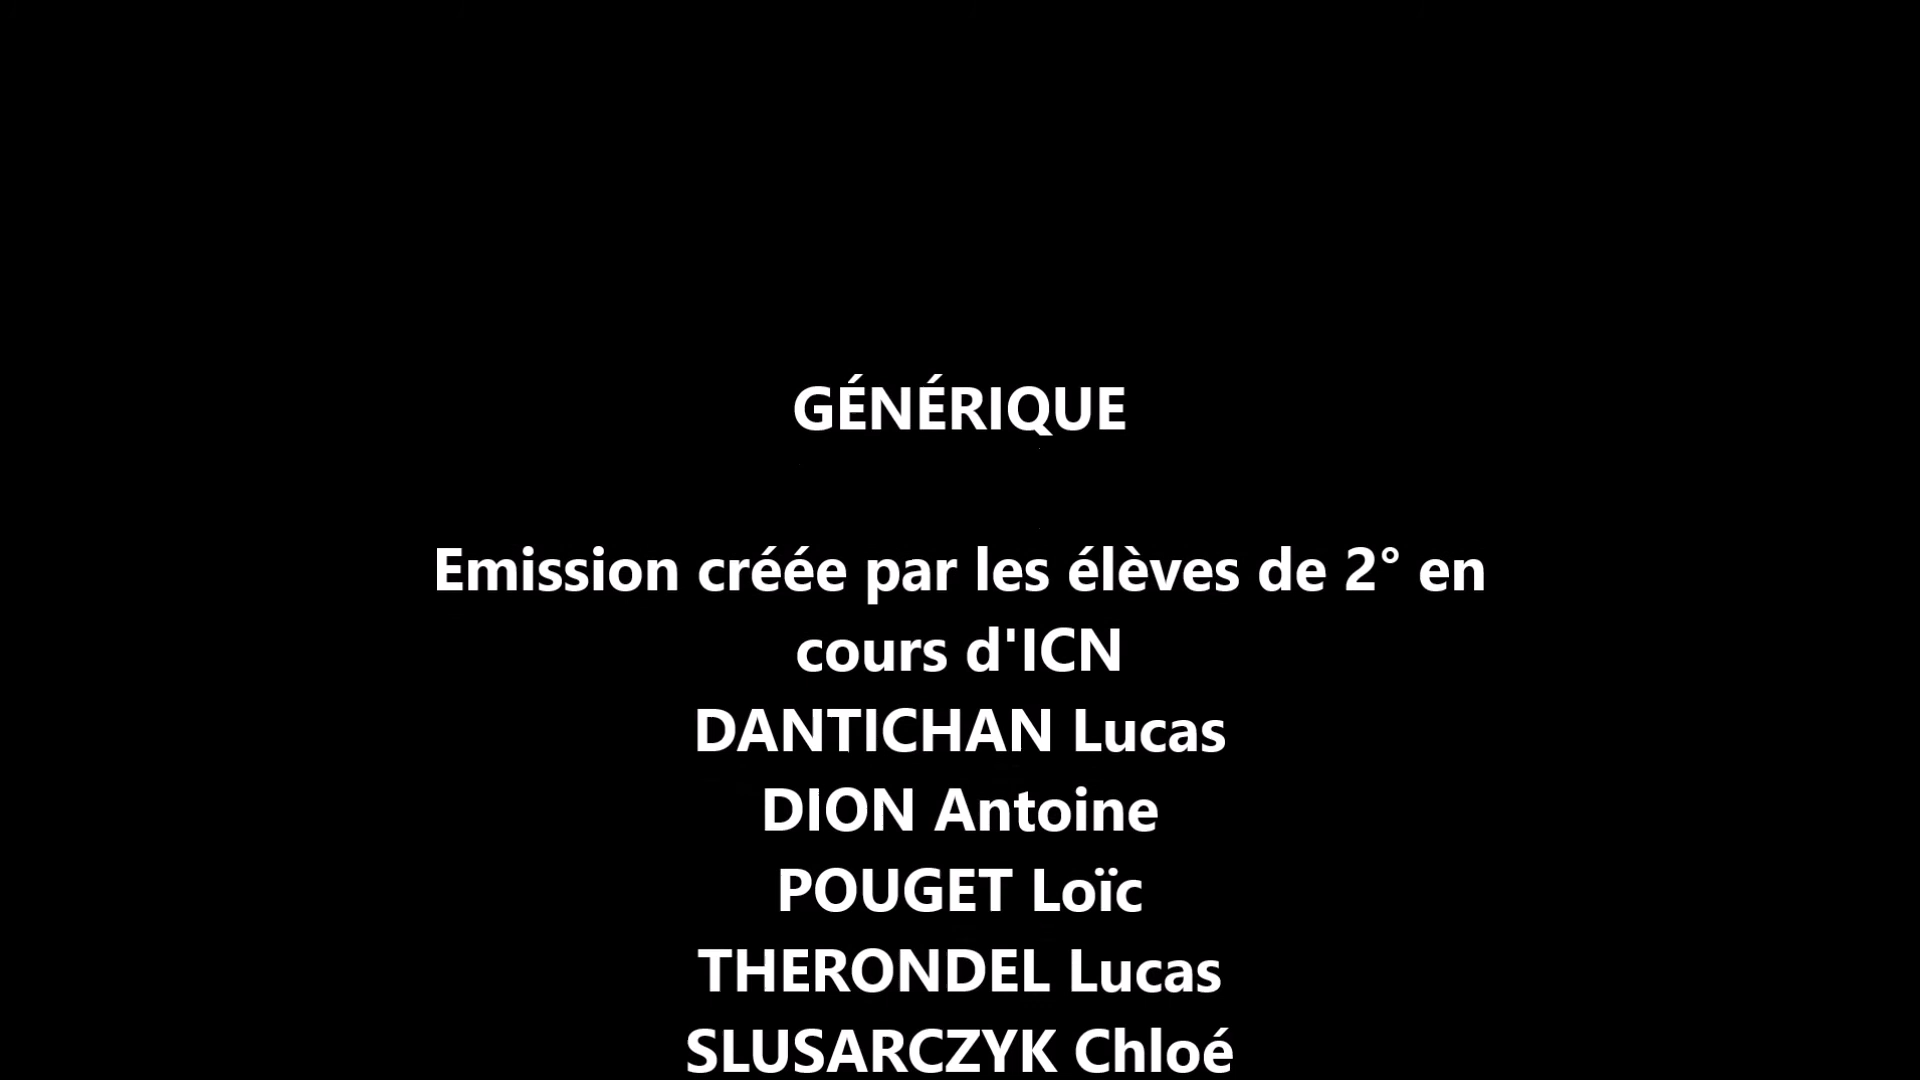 GÉNÉRIQUE
Emission créée par les élèves de 2° en
cours d'ICN
DANTICHAN Lucas
DION Antoine
POUGET Loïc
THERONDEL Lucas
SLUSARCZYK Chloé